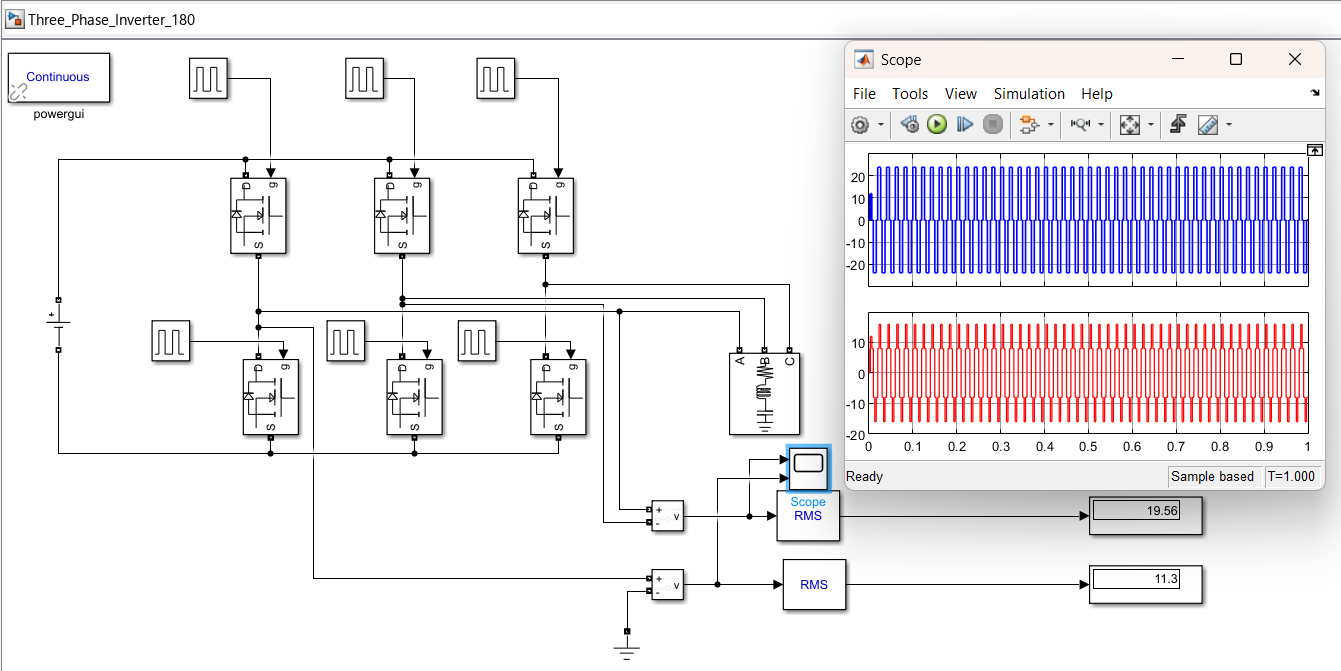 Three_Phase_Inverter_180
Continuous
powergui
D
g
S
D
g
S
D
g
S
+
D
g
S
D
g
S
D
g
S
A
B
C
Scope
RMS
+
-
v
19.56
RMS
+
-
v
11.3
Scope
File Tools View Simulation Help
20
10
0
-10
-20
10
0
-10
-20
0 0.1 0.2 0.3 0.4 0.5 0.6 0.7 0.8 0.9 1
Ready
Sample based
T=1.000